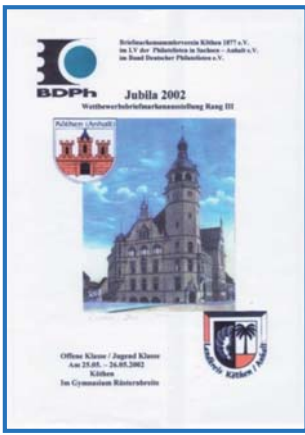 Briefmarkensammlerverein Köthen 1877 e.V.
im LV der Philatelisten in Sachsen - Anhalt e.V.
im Bund Deutscher Philatelisten e.V.
BDPh
Jubila 2002
Wettbewerbsbriefmarkenausstellung Rang III
Köthen (Anhalt)
Offene Klasse / Jugend Klasse
Am 25.05. – 26.05.2002
Köthen
Im Gymnasium Rüsternbreite
Landkreis Köthen / Anhalt